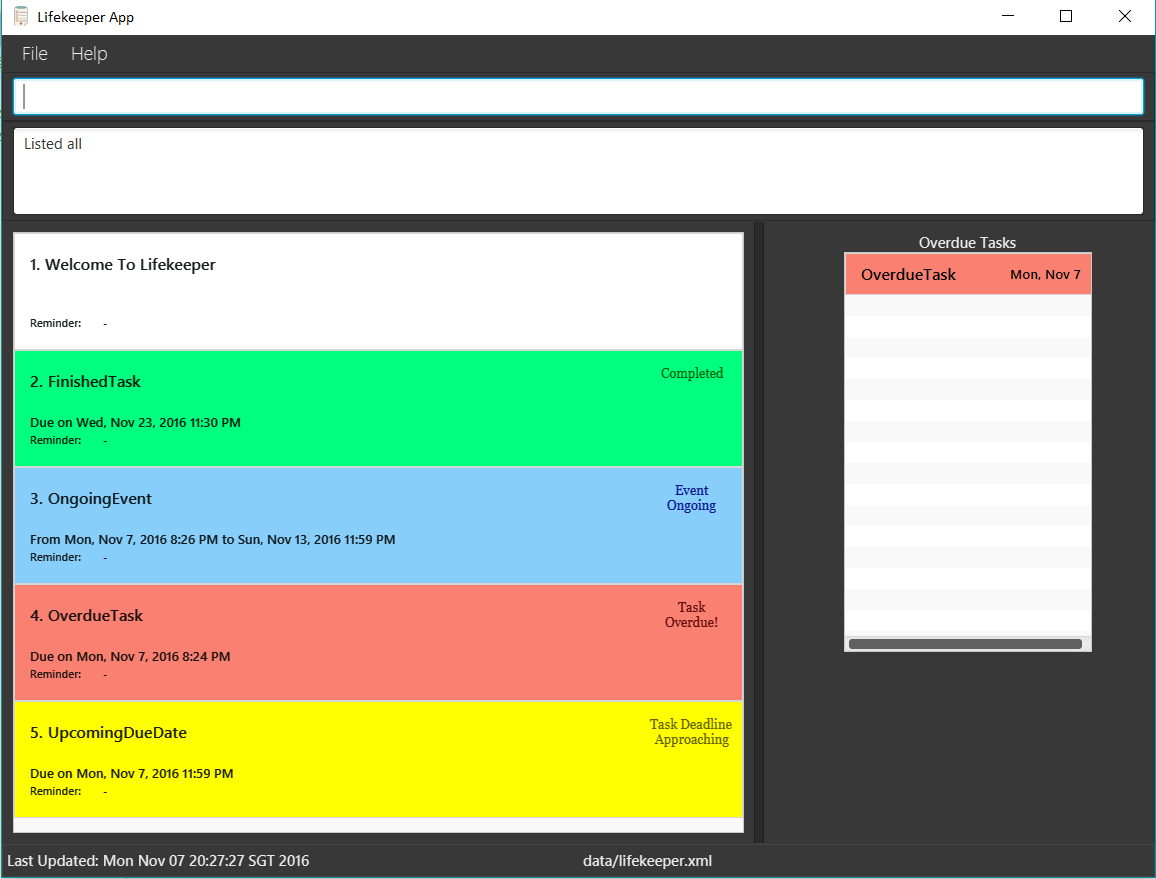 Lifekeeper App
File Help
Listed all
1. Welcome To Lifekeeper
Reminder: -
2. FinishedTask
Completed
Due on Wed, Nov 23, 2016 11:30 PM
Reminder: -
3. OngoingEvent
Event
Ongoing
From Mon, Nov 7, 2016 8:26 PM to Sun, Nov 13, 2016 11:59 PM
Reminder: -
4. OverdueTask
Task
Overdue!
Due on Mon, Nov 7, 2016 8:24 PM
Reminder: -
5. UpcomingDueDate
Task Deadline
Approaching
Due on Mon, Nov 7, 2016 11:59 PM
Reminder: -
Overdue Tasks
OverdueTask Mon, Nov 7
Last Updated: Mon Nov 07 20:27:27 SGT 2016
data/lifekeeper.xml